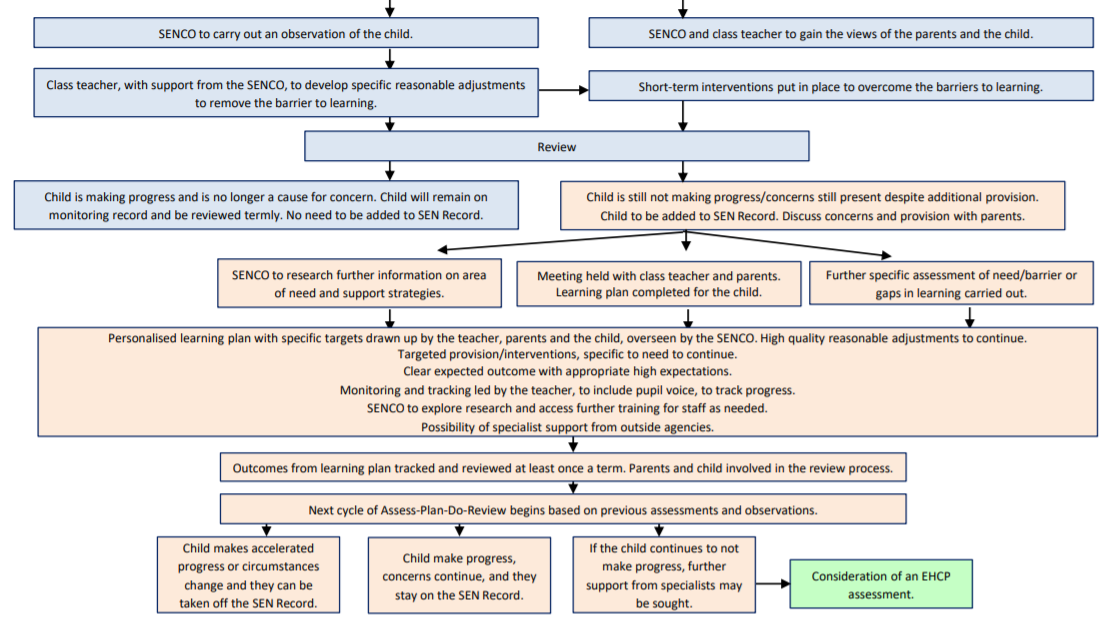 SENCO to carry out an observation of the child.
SENCO and class teacher to gain the views of the parents and the child.
Class teacher, with support from the SENCO, to develop specific reasonable adjustments
to remove the barrier to learning.
Short-term interventions put in place to overcome the barriers to learning.
Review
Child is making progress and is no longer a cause for concern. Child will remain on
monitoring record and be reviewed termly. No need to be added to SEN Record.
Child is still not making progress/concerns still present despite additional provision.
Child to be added to SEN Record. Discuss concerns and provision with parents.
SENCO to research further information on area
of need and support strategies.
Meeting held with class teacher and parents.
Learning plan completed for the child.
Further specific assessment of need/barrier or
gaps in learning carried out.
Personalised learning plan with specific targets drawn up by the teacher, parents and the child, overseen by the SENCO. High quality reasonable adjustments to continue.
Targeted provision/interventions, specific to need to continue.
Clear expected outcome with appropriate high expectations.
Monitoring and tracking led by the teacher, to include pupil voice, to track progress.
SENCO to explore research and access further training for staff as needed.
Possibility of specialist support from outside agencies.
Outcomes from learning plan tracked and reviewed at least once a term. Parents and child involved in the review process.
Next cycle of Assess-Plan-Do-Review begins based on previous assessments and observations.
Child makes accelerated
progress or circumstances
change and they can be
taken off the SEN Record.
Child make progress,
concerns continue, and they
stay on the SEN Record.
If the child continues to not
make progress, further
support from specialists may
be sought.
Consideration of an EHCP
assessment.